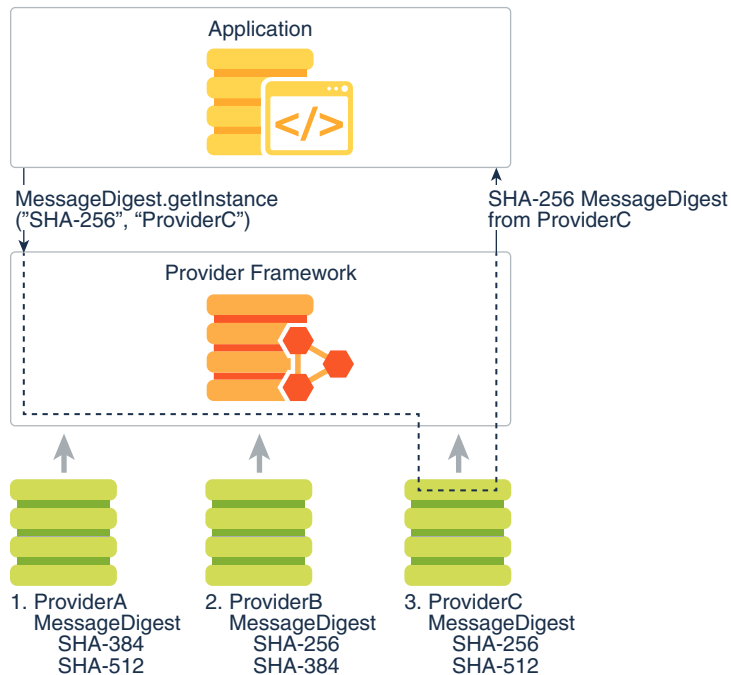 Application
</>
MessageDigest.getInstance
(”SHA-256”, “ProviderC”)
SHA-256 MessageDigest
from ProviderC
Provider Framework
1. ProviderA
MessageDigest
SHA-384
SHA-512
2. ProviderB
MessageDigest
SHA-256
SHA-384
3. ProviderC
MessageDigest
SHA-256
SHA-512